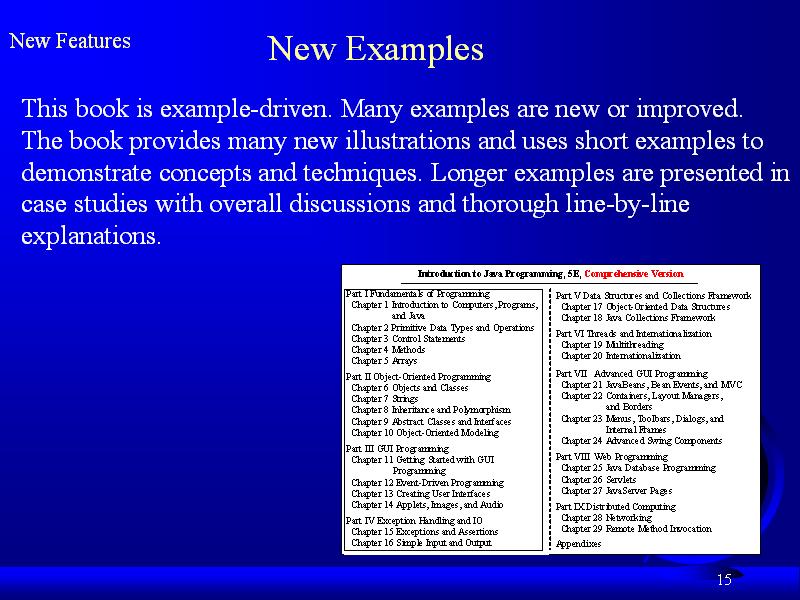 New Features
New Examples
This book is example-driven. Many examples are new or improved.
The book provides many new illustrations and uses short examples to
demonstrate concepts and techniques. Longer examples are presented in
case studies with overall discussions and thorough line-by-line
explanations.
Introduction to Java Programming, 5E, Comprehensive Version
Part I Fundamentals of Programming
Chapter 1 Introduction to Computers, Programs,
and Java
Chapter 2 Primitive Data Types and Operations
Chapter 3 Control Statements
Chapter 4 Methods
Chapter 5 Arrays
Part II Object-Oriented Programming
Chapter 6 Objects and Classes
Chapter 7 Strings
Chapter 8 Inheritance and Polymorphism
Chapter 9 Abstract Classes and Interfaces
Chapter 10 Object-Oriented Modeling
Part III GUI Programming
Chapter 11 Getting Started with GUI
Programming
Chapter 12 Event-Driven Programming
Chapter 13 Creating User Interfaces
Chapter 14 Applets, Images, and Audio
Part IV Exception Handling and IO
Chapter 15 Exceptions and Assertions
Chapter 16 Simple Input and Output
Part V Data Structures and Collections Framework
Chapter 17 Object-Oriented Data Structures
Chapter 18 Java Collections Framework
Part VI Threads and Internationalization
Chapter 19 Multithreading
Chapter 20 Internationalization
Part VII Advanced GUI Programming
Chapter 21 JavaBeans, Bean Events, and MVC
Chapter 22 Containers, Layout Managers,
and Borders
Chapter 23 Menus, Toolbars, Dialogs, and
Internal Frames
Chapter 24 Advanced Swing Components
Part VIII Web Programming
Chapter 25 Java Database Programming
Chapter 26 Servlets
Chapter 27 JavaServer Pages
Part IX Distributed Computing
Chapter 28 Networking
Chapter 29 Remote Method Invocation
Appendixes
15